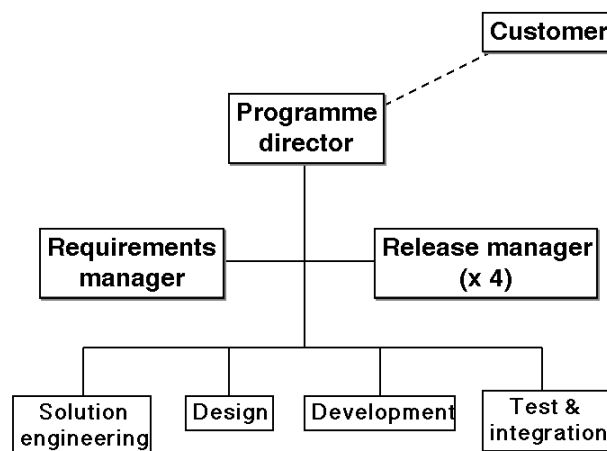 Customer
Programme
director
Requirements
manager
Release manager
(x 4)
Solution
engineering
Design
Development
Test &
integration